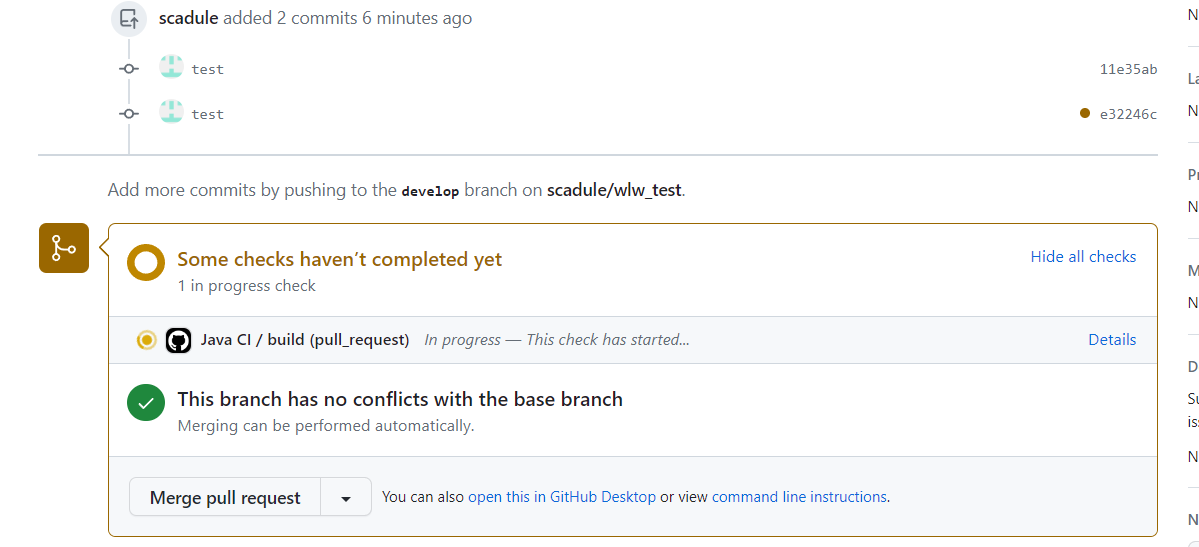 scadule added 2 commits 6 minutes ago
N
test 11e35ab
La
N
test e32246c
Pr
Add more commits by pushing to the develop branch on scadule/wlw_test.
N
Some checks haven’t completed yet
Hide all checks
M
1 in progress check
N
Java CI / build (pull_request) In progress — This check has started...
Details
D
This branch has no conflicts with the base branch
Su
Merging can be performed automatically.
is
N
Merge pull request
You can also open this in GitHub Desktop or view command line instructions.
N